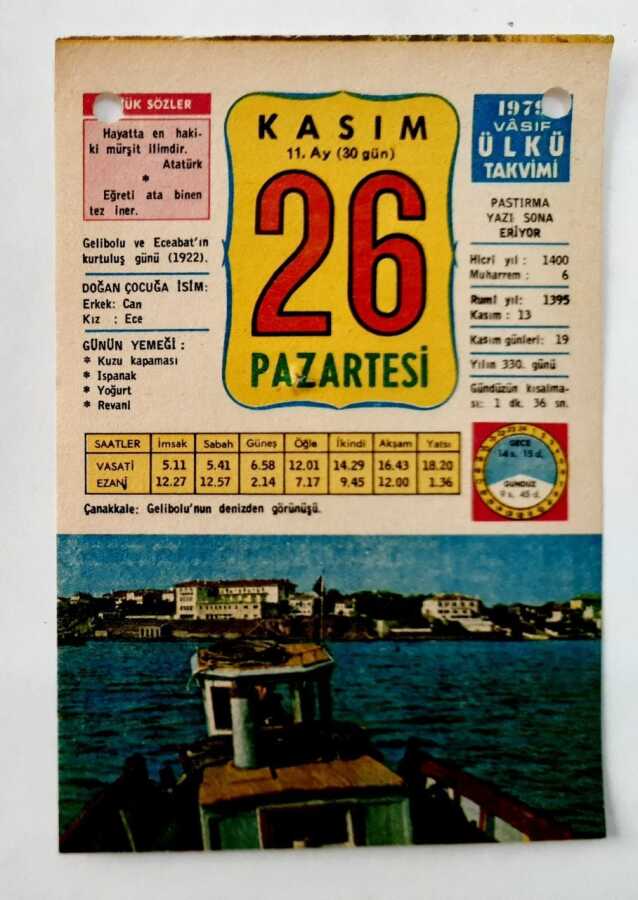 ÜK SÖZLER
Hayatta en haki-
ki mürşit ilimdir.
Atatürk
*
Eğreti ata binen
tez iner.
Gelibolu ve Eceabat'ın
kurtuluş günü (1922).
DOĞAN ÇOCUĞA İSİM:
Erkek: Can
Kız : Ece
GÜNÜN YEMEĞİ :
* Kuzu kapaması
* Ispanak
* Yoğurt
* Revani
KASIM
11. Ay (30 gün)
26
PAZARTESİ
1979
VÂSIF
ÜLKÜ
TAKVİMİ
PASTIRMA
YAZI SONA
ERİYOR
Hicri yıl : 1400
Muharrem : 6
Rumi yıl: 1395
Kasım : 13
Kasım günleri: 19
Yılın 330. günü
Gündüzün kısalma-
sı: 1 dk. 36 sn.
SAATLER İmsak Sabah Güneş Öğle İkindi Akşam Yatsı
VASATİ 5.11 5.41 6.58 12.01 14.29 16.43 18.20
EZANİ 12.27 12.57 2.14 7.17 9.45 12.00 1.36
GECE
14 s. 15 d.
GÜNDÜZ
9 s. 45 d.
Çanakkale: Gelibolu'nun denizden görünüşü.